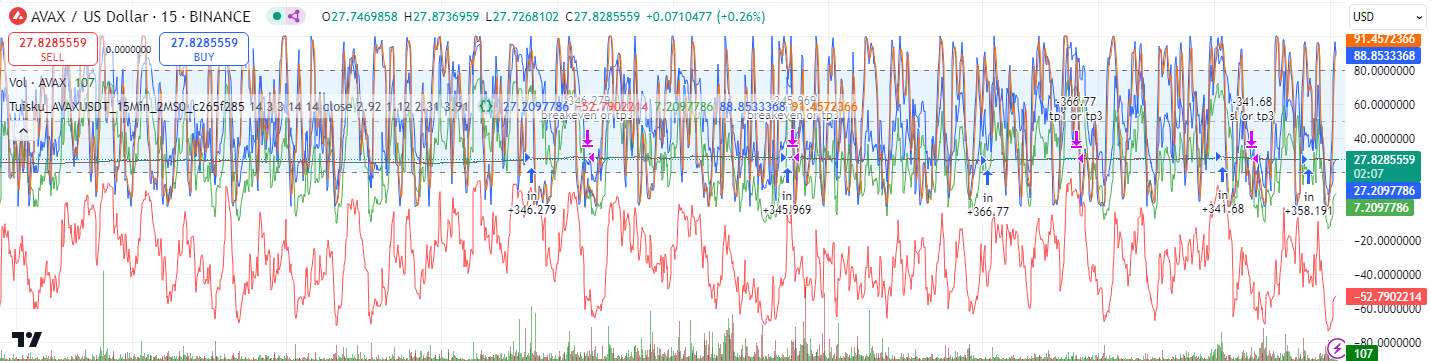 AVAX / US Dollar · 15 · BINANCE O27.7469858 H27.8736959 L27.7268102 C27.8285559 +0.0710477 (+0.26%)
USD
27.8285559
SELL
0.0000000
27.8285559
BUY
Vol · AVAX 107
Tuisku_AVAXUSDT_15Min_2MS0_c265f285 14 3 3 14 14 close 2.92 1.12 2.31 3.91 27.2097786 −52.7902214 7.2097786 88.8533368 91.4572366
-346.279
breakeven or tp3
-345.969
breakeven or tp3
-366.77
tp1 or tp3
-341.68
sl or tp3
in
+346.279
in
+345.969
in
+366.77
in
+341.68
in
+358.191
91.4572366
88.8533368
80.0000000
60.0000000
40.0000000
27.8285559
02:07
27.2097786
7.2097786
−20.0000000
−40.0000000
−52.7902214
−60.0000000
−80.0000000
107